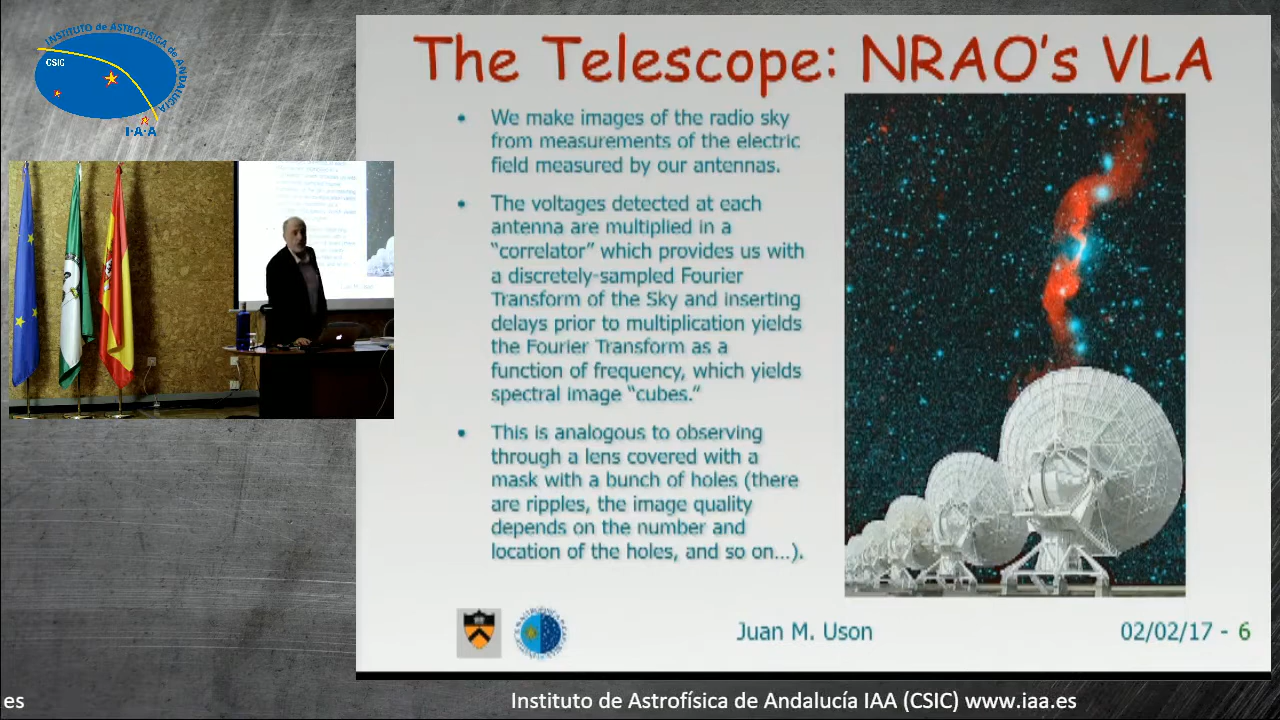 INSTITUTO de ASTROFÍSICA de ANDALUCÍA
CSIC
I·A·A
The Telescope: NRAO's VLA
• We make images of the radio sky
from measurements of the electric
field measured by our antennas.
• The voltages detected at each
antenna are multiplied in a
“correlator” which provides us with
a discretely-sampled Fourier
Transform of the Sky and inserting
delays prior to multiplication yields
the Fourier Transform as a
function of frequency, which yields
spectral image “cubes.”
• This is analogous to observing
through a lens covered with a
mask with a bunch of holes (there
are ripples, the image quality
depends on the number and
location of the holes, and so on…).
Juan M. Uson
02/02/17 - 6
es
Instituto de Astrofísica de Andalucía IAA (CSIC) www.iaa.es